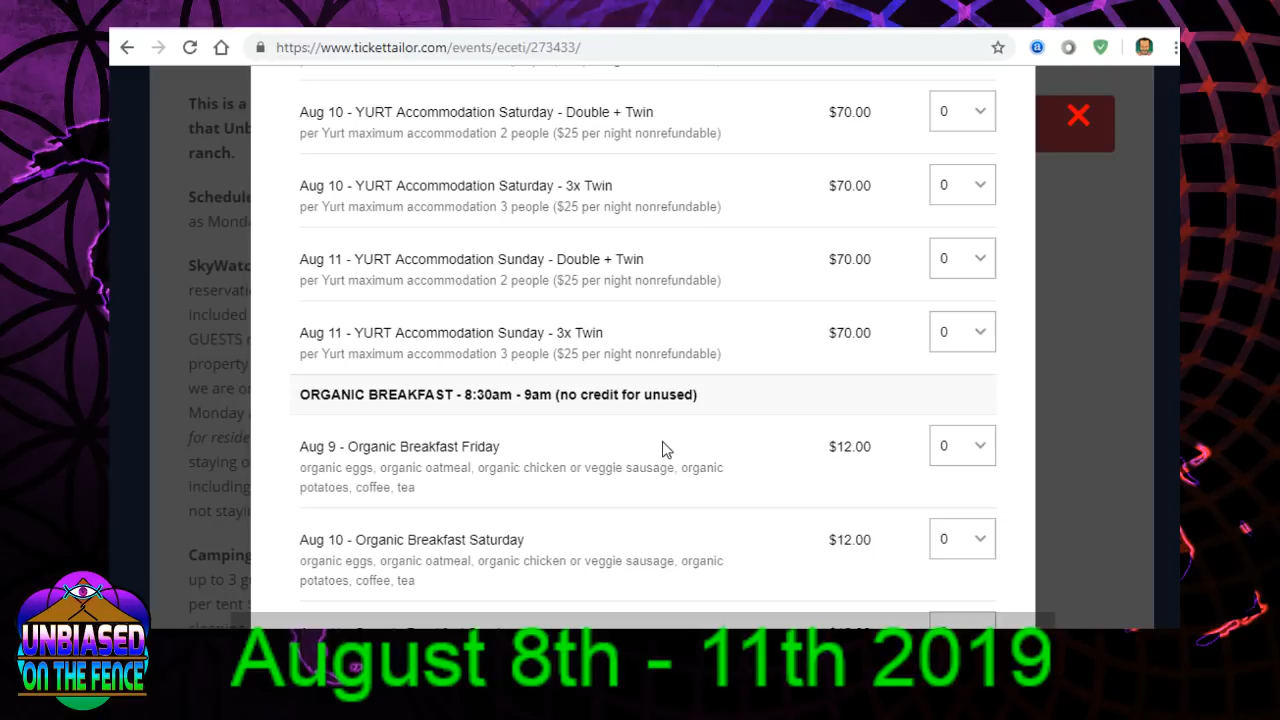 https://www.tickettailor.com/events/eceti/273433/
This is a
that Unb
ranch.
Schedule
as Monda
SkyWatc
reservati
included
GUESTS
property
we are o
Monday
for reside
staying o
including
not stayi
Camping
up to 3 g
per tent
Aug 10 - YURT Accommodation Saturday - Double + Twin $70.00 0
per Yurt maximum accommodation 2 people ($25 per night nonrefundable)
Aug 10 - YURT Accommodation Saturday - 3x Twin $70.00 0
per Yurt maximum accommodation 3 people ($25 per night nonrefundable)
Aug 11 - YURT Accommodation Sunday - Double + Twin $70.00 0
per Yurt maximum accommodation 2 people ($25 per night nonrefundable)
Aug 11 - YURT Accommodation Sunday - 3x Twin $70.00 0
per Yurt maximum accommodation 3 people ($25 per night nonrefundable)
ORGANIC BREAKFAST - 8:30am - 9am (no credit for unused)
Aug 9 - Organic Breakfast Friday $12.00 0
organic eggs, organic oatmeal, organic chicken or veggie sausage, organic
potatoes, coffee, tea
Aug 10 - Organic Breakfast Saturday $12.00 0
organic eggs, organic oatmeal, organic chicken or veggie sausage, organic
potatoes, coffee, tea
UNBIASED
ON THE FENCE
August 8th - 11th 2019